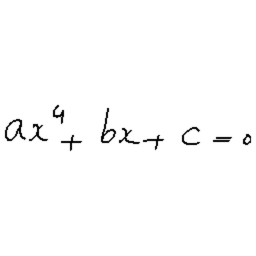 ax⁴ + bx + c = 0